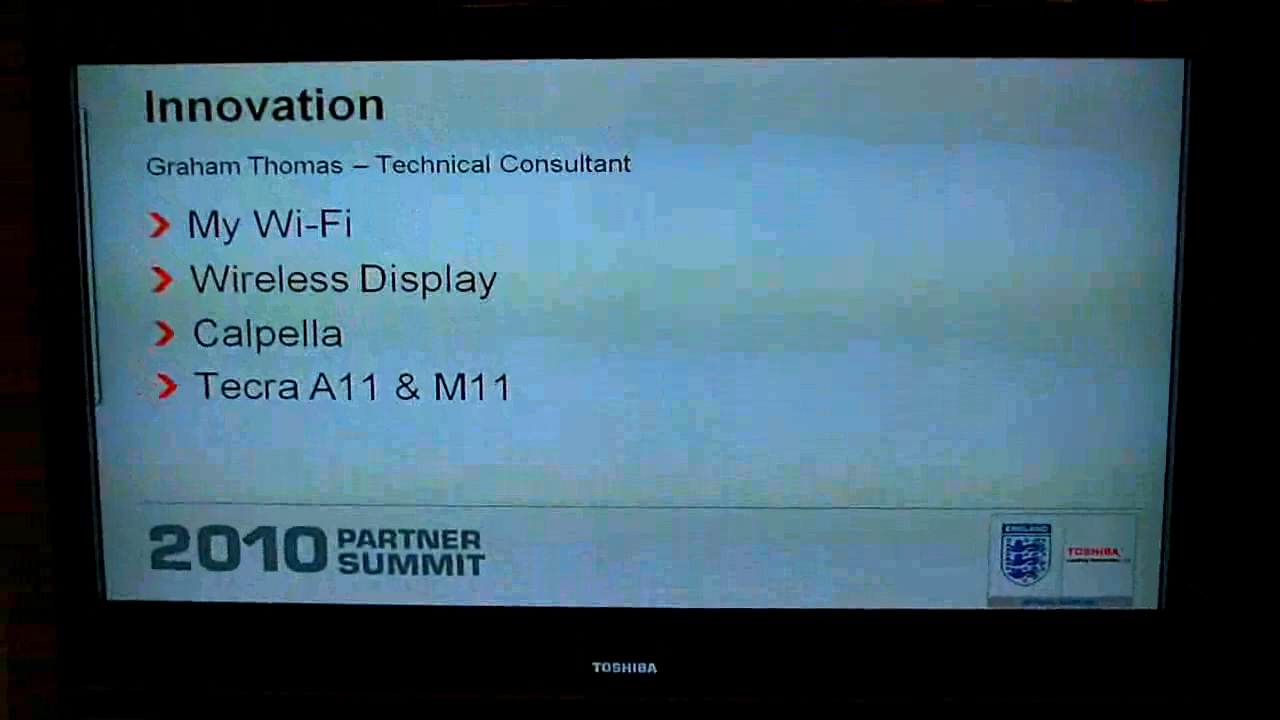 Innovation
Graham Thomas – Technical Consultant
My Wi-Fi
Wireless Display
Calpella
Tecra A11 & M11
2010 PARTNER
SUMMIT
ENGLAND
TOSHIBA
TOSHIBA